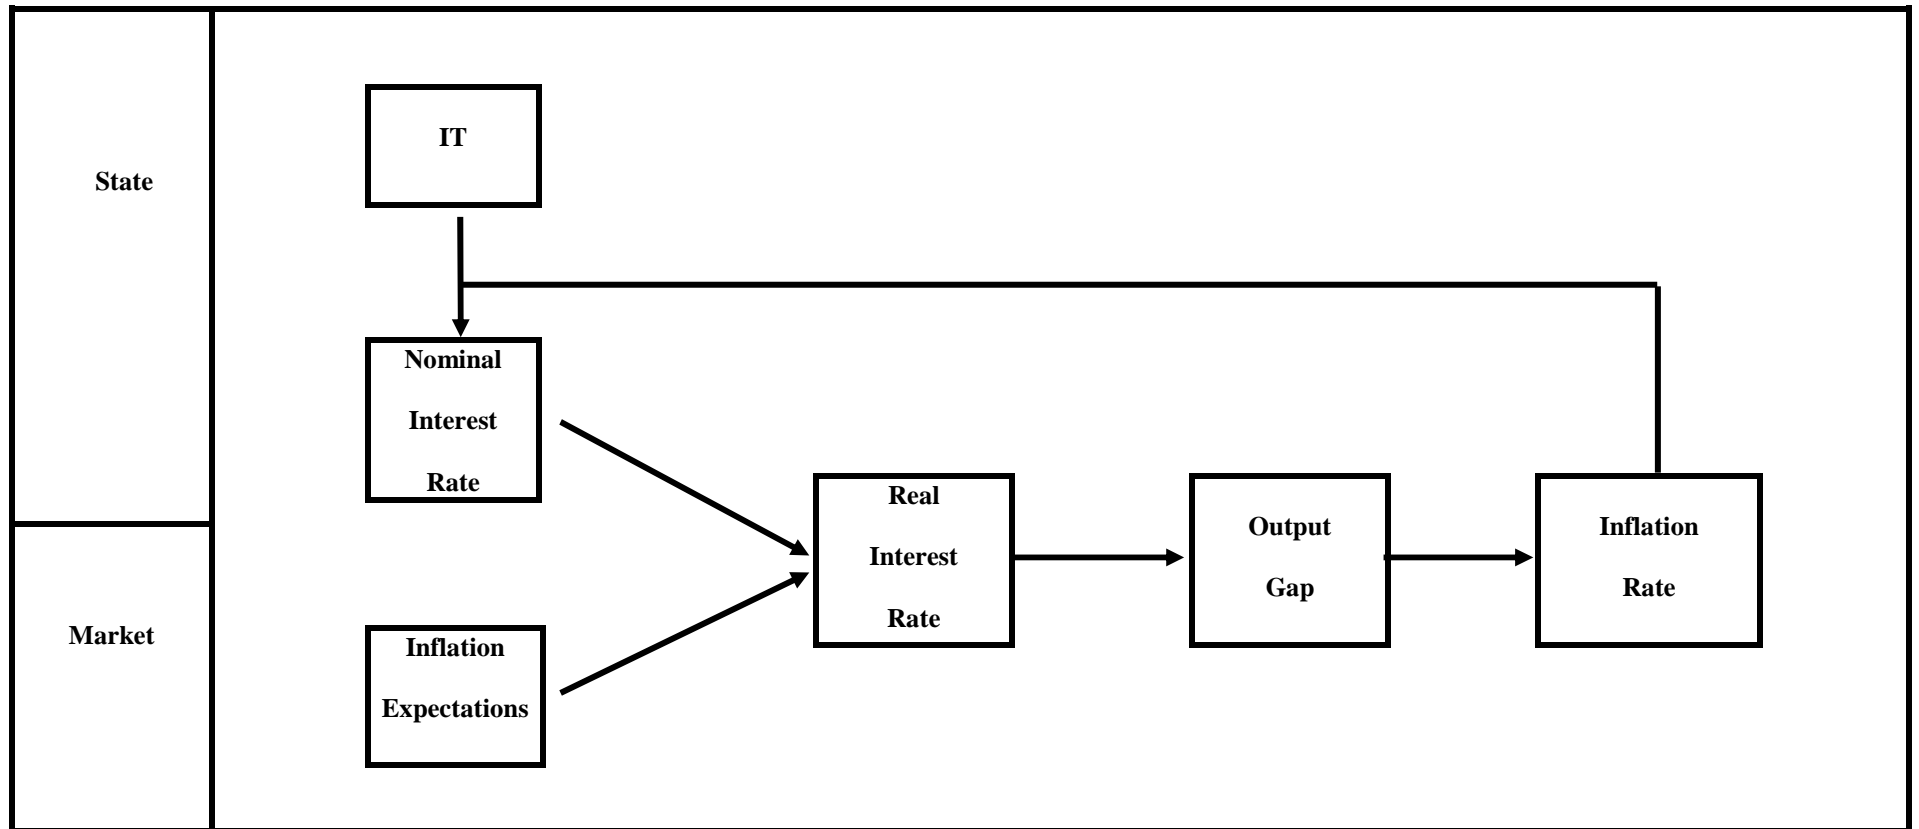 State
IT
Nominal
Interest
Rate
Market
Inflation
Expectations
Real
Interest
Rate
Output
Gap
Inflation
Rate